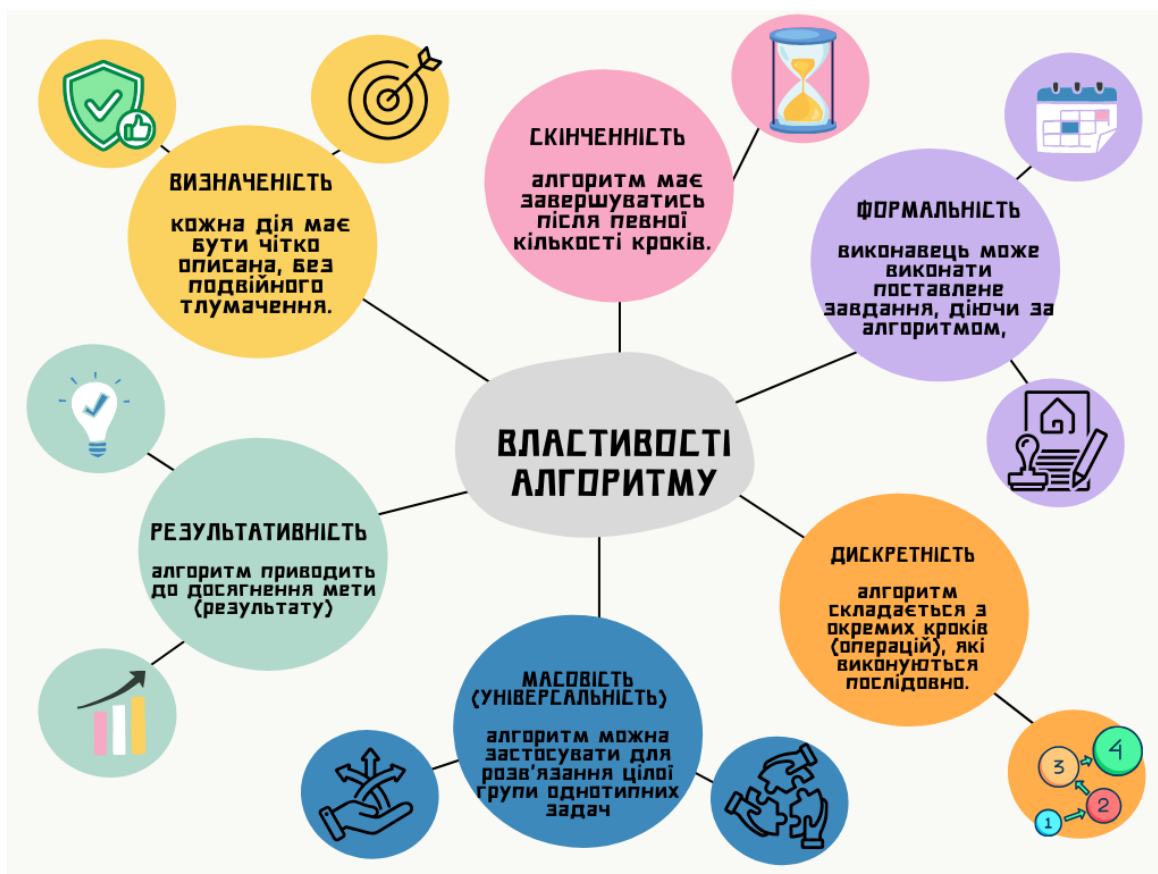 ВИЗНАЧЕНІСТЬ
кожна дія має
бути чітко
описана, без
подвійного
тлумачення.
СКІНЧЕННІСТЬ
алгоритм має
завершуватись
після певної
кількості кроків.
ФОРМАЛЬНІСТЬ
виконавець може
виконати
поставлене
завдання, діючи за
алгоритмом,
ВЛАСТИВОСТІ
АЛГОРИТМУ
РЕЗУЛЬТАТИВНІСТЬ
алгоритм приводить
до досягнення мети
(результату)
МАСОВІСТЬ
(УНІВЕРСАЛЬНІСТЬ)
алгоритм можна
застосувати для
розв'язання цілої
групи однотипних
задач
ДИСКРЕТНІСТЬ
алгоритм
складається з
окремих кроків
(операцій), які
виконуються
послідовно.
4
3
2
1